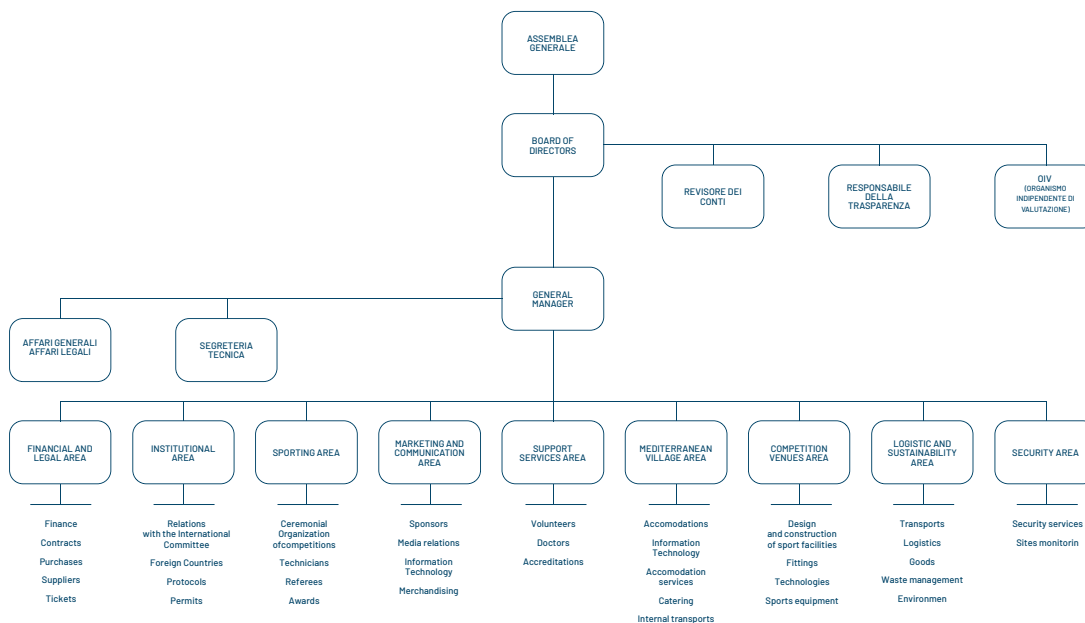 ASSEMBLEA
GENERALE
BOARD OF
DIRECTORS
REVISORE DEI
CONTI
RESPONSABILE
DELLA
TRASPARENZA
OIV
(ORGANISMO
INDIPENDENTE DI
VALUTAZIONE)
GENERAL
MANAGER
AFFARI GENERALI
AFFARI LEGALI
SEGRETERIA
TECNICA
FINANCIAL AND
LEGAL AREA
INSTITUTIONAL
AREA
SPORTING AREA
MARKETING AND
COMMUNICATION
AREA
SUPPORT
SERVICES AREA
MEDITERRANEAN
VILLAGE AREA
COMPETITION
VENUES AREA
LOGISTIC AND
SUSTAINABILITY
AREA
SECURITY AREA
Finance
Contracts
Purchases
Suppliers
Tickets
Relations
with the International
Committee
Foreign Countries
Protocols
Permits
Ceremonial
Organization
ofcompetitions
Technicians
Referees
Awards
Sponsors
Media relations
Information
Technology
Merchandising
Volunteers
Doctors
Accreditations
Accomodations
Information
Technology
Accomodation
services
Catering
Internal transports
Design
and construction
of sport facilities
Fittings
Technologies
Sports equipment
Transports
Logistics
Goods
Waste management
Environmen
Security services
Sites monitorin